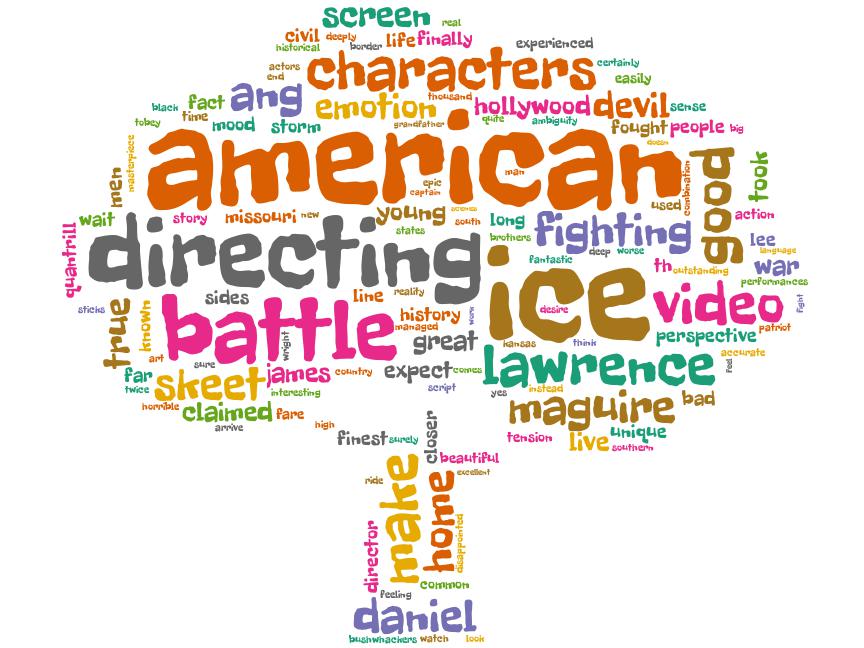 screen real
civil deeply
historical border life finally experienced
actors
end
characters certainly
easily
black fact ang emotion thousand hollywood devil sense
tobey time mood storm grandfather quite ambiguity fought people big
masterpiece american doesn
man
epic
captain
men used combination good took
wait story missouri new young scenes south long fighting action
states brothers lee
quantrill directing deep worse language
fantastic th outstanding war
performances
sticks true known sides line reality ice video fight
battle history worn desire patriot
managed
art wright great kansas think perspective
sure accurate
far skeet james country expect comes lawrence feel
twice interesting script yes instead
horrible claimed fare maguire bad
arrive high
finest surely closer tension live unique
southern
beautiful
ride make home excellent
director disappointed
common
feeling
daniel
bushwhackers watch look